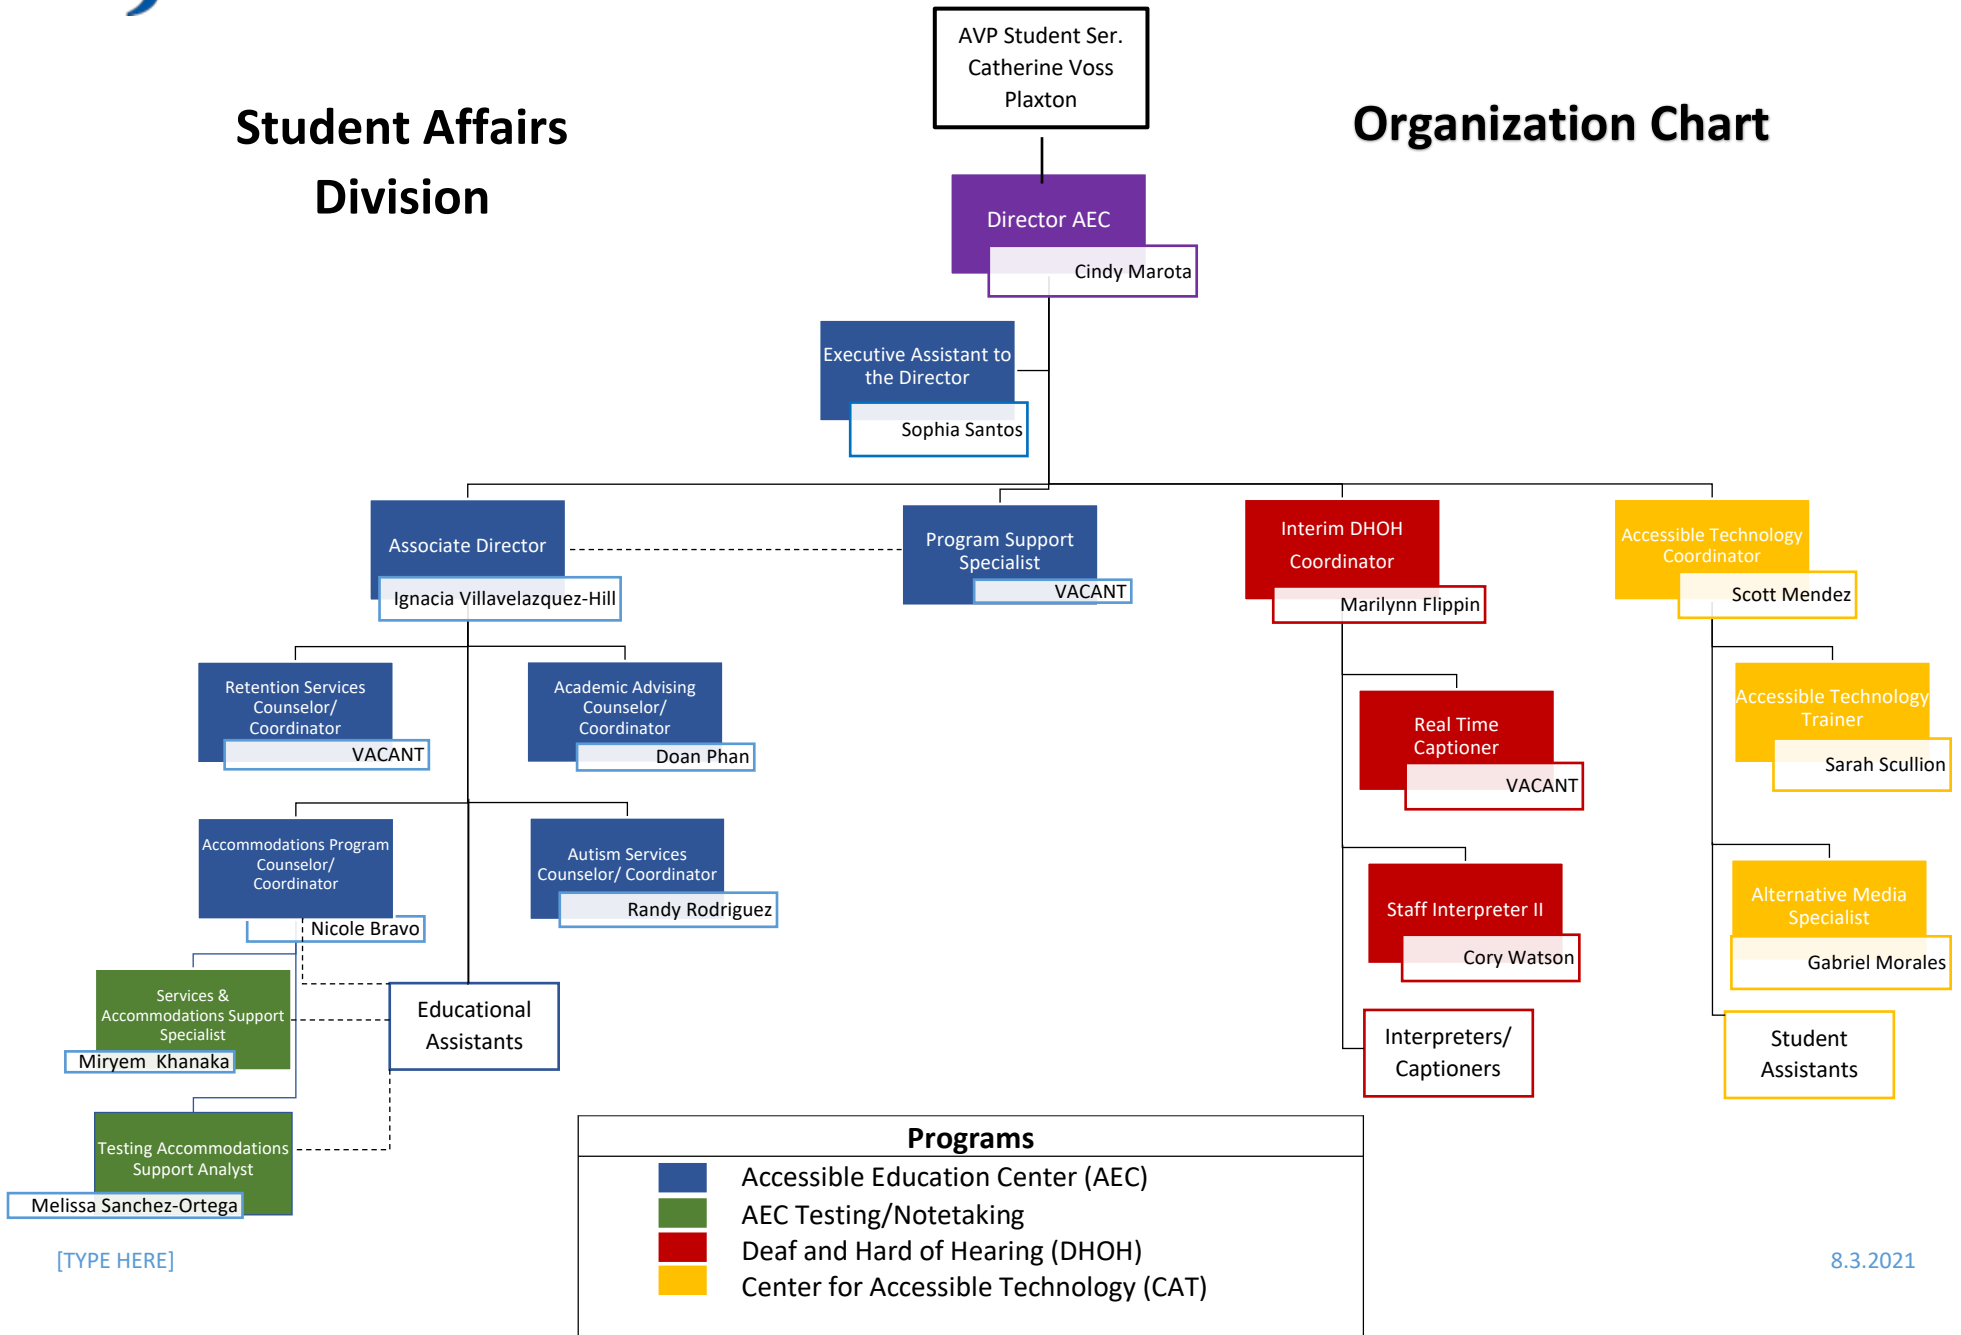 AVP Student Ser.
Catherine Voss
Plaxton
Student Affairs
Division
Organization Chart
Director AEC
Cindy Marota
Executive Assistant to
the Director
Sophia Santos
Associate Director
Ignacia Villavelazquez-Hill
Program Support
Specialist
VACANT
Interim DHOH
Coordinator
Marilynn Flippin
Accessible Technology
Coordinator
Scott Mendez
Retention Services
Counselor/
Coordinator
VACANT
Academic Advising
Counselor/
Coordinator
Doan Phan
Real Time
Captioner
VACANT
Accessible Technology
Trainer
Sarah Scullion
Accommodations Program
Counselor/
Coordinator
Nicole Bravo
Autism Services
Counselor/ Coordinator
Randy Rodriguez
Staff Interpreter II
Cory Watson
Alternative Media
Specialist
Gabriel Morales
Services &
Accommodations Support
Specialist
Miryem  Khanaka
Educational
Assistants
Interpreters/
Captioners
Student
Assistants
Testing Accommodations
Support Analyst
Melissa Sanchez-Ortega
Programs
Accessible Education Center (AEC)
AEC Testing/Notetaking
Deaf and Hard of Hearing (DHOH)
Center for Accessible Technology (CAT)
[TYPE HERE]
8.3.2021